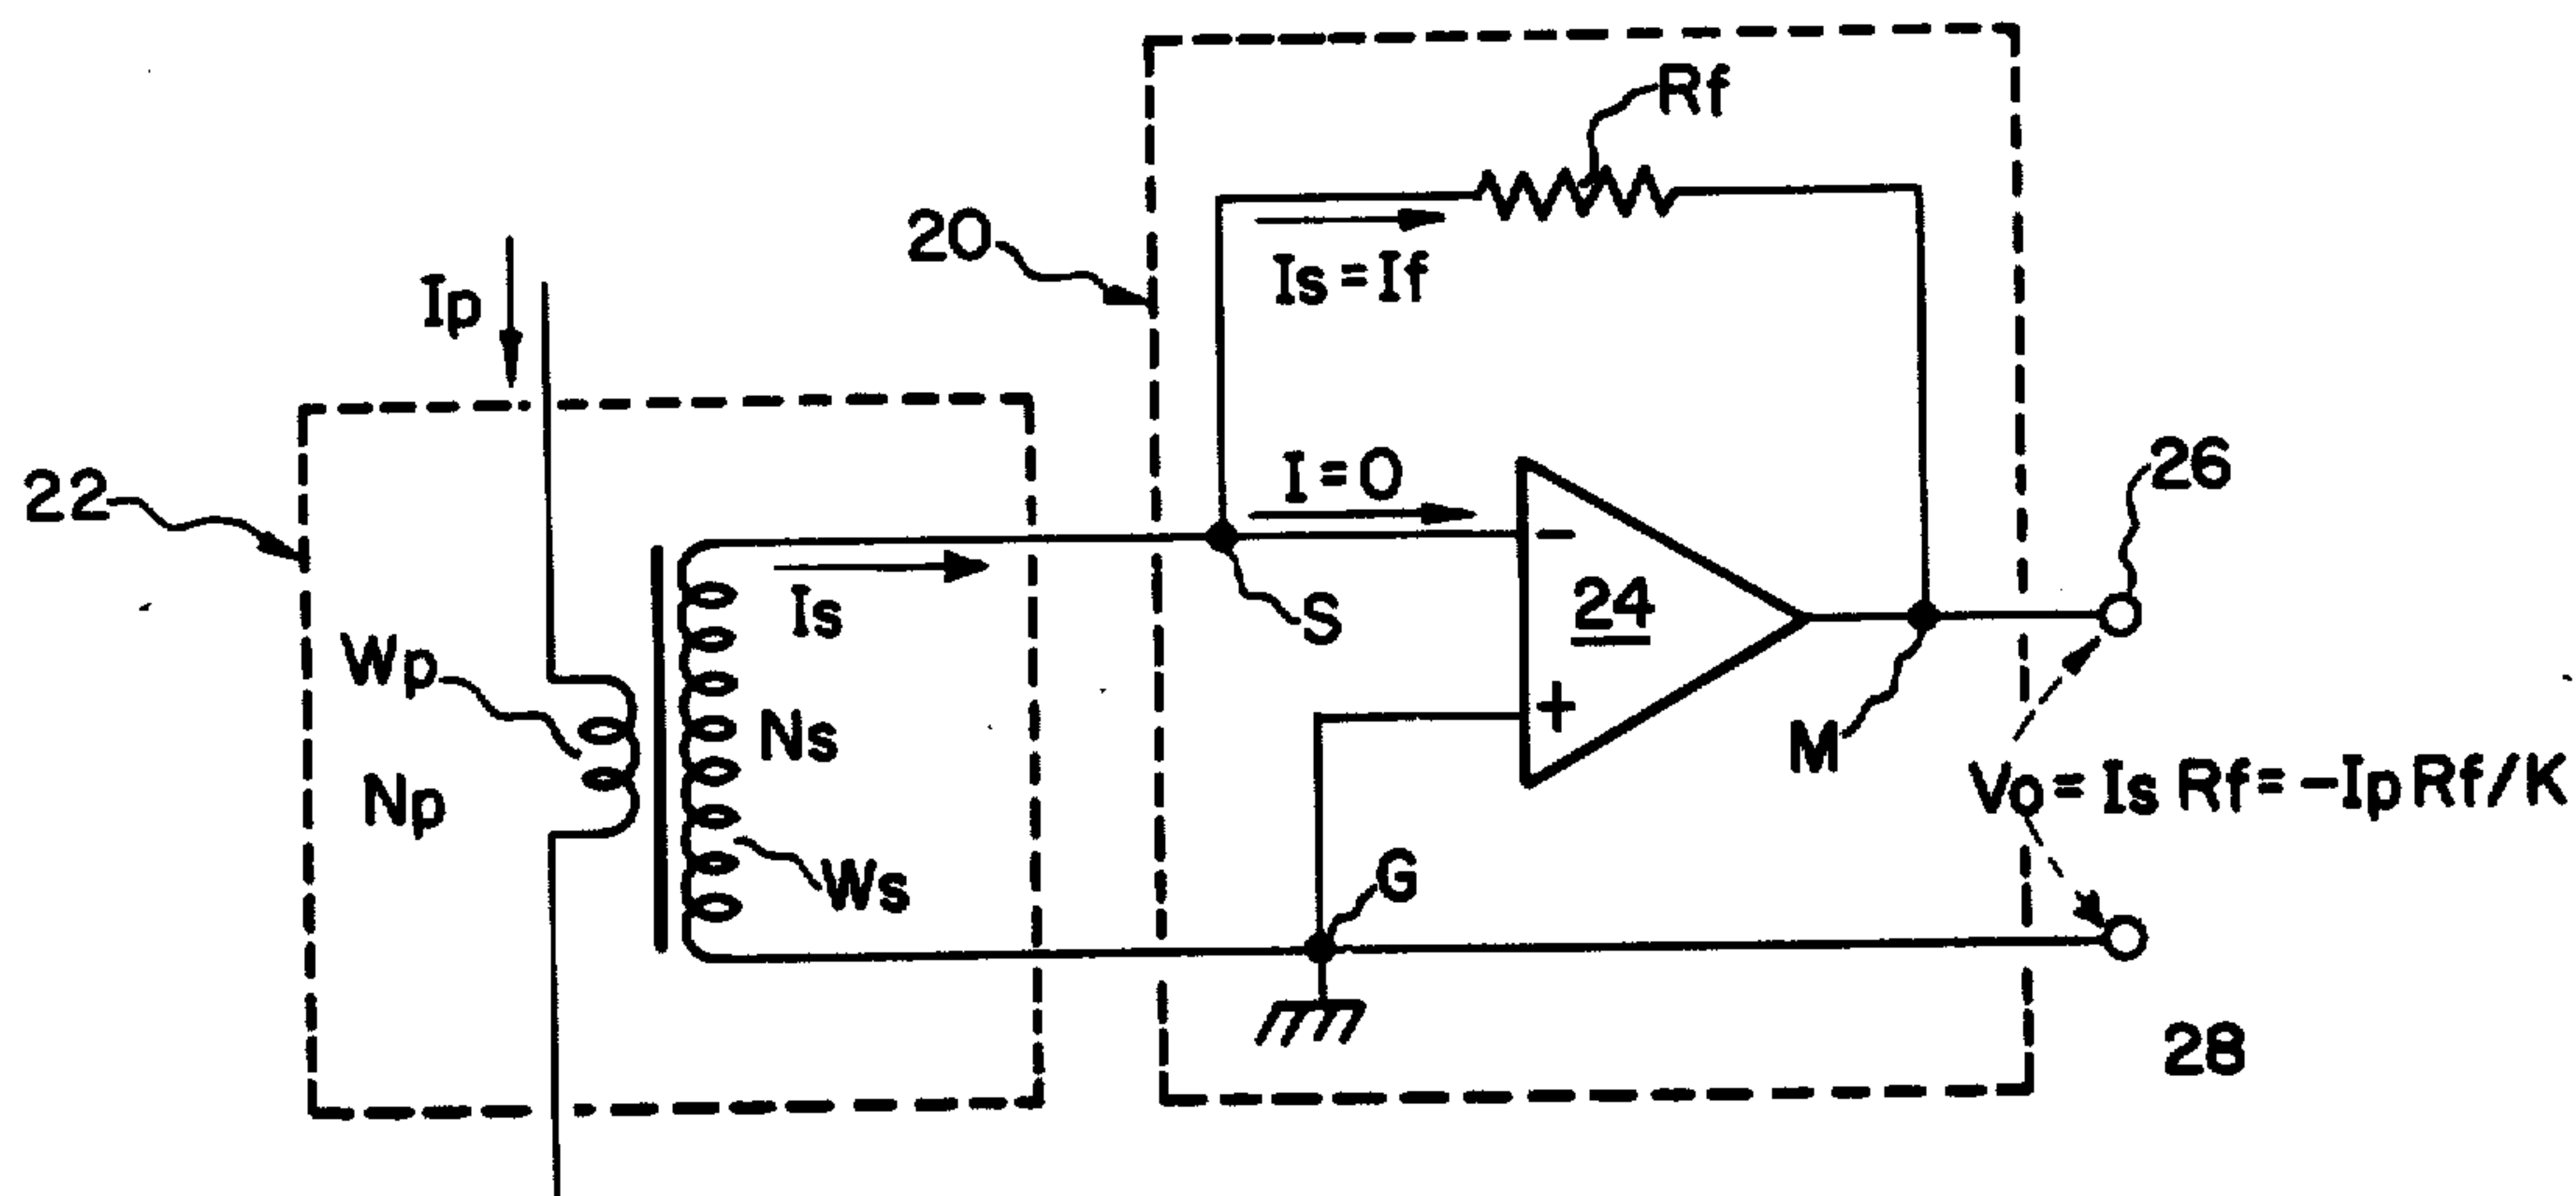 Rf
20
Is = If
Ip
I = O
26
22
Is
S
24
−
+
Wp
Ns
M
Np
Vo = Is Rf = −Ip Rf/K
Ws
G
28